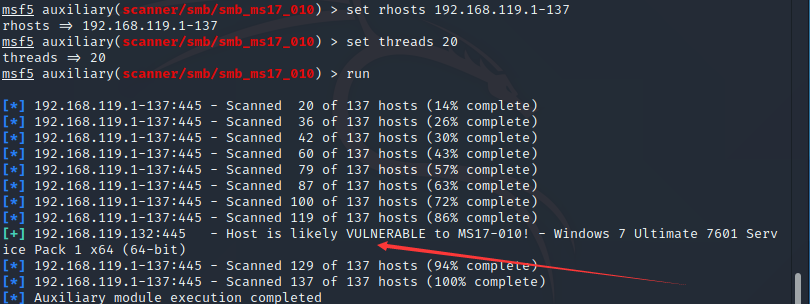 msf5 auxiliary(scanner/smb/smb_ms17_010) > set rhosts 192.168.119.1-137
rhosts => 192.168.119.1-137
msf5 auxiliary(scanner/smb/smb_ms17_010) > set threads 20
threads => 20
msf5 auxiliary(scanner/smb/smb_ms17_010) > run
[*] 192.168.119.1-137:445 - Scanned  20 of 137 hosts (14% complete)
[*] 192.168.119.1-137:445 - Scanned  36 of 137 hosts (26% complete)
[*] 192.168.119.1-137:445 - Scanned  42 of 137 hosts (30% complete)
[*] 192.168.119.1-137:445 - Scanned  60 of 137 hosts (43% complete)
[*] 192.168.119.1-137:445 - Scanned  79 of 137 hosts (57% complete)
[*] 192.168.119.1-137:445 - Scanned  87 of 137 hosts (63% complete)
[*] 192.168.119.1-137:445 - Scanned 100 of 137 hosts (72% complete)
[*] 192.168.119.1-137:445 - Scanned 119 of 137 hosts (86% complete)
[+] 192.168.119.132:445   - Host is likely VULNERABLE to MS17-010! - Windows 7 Ultimate 7601 Serv
ice Pack 1 x64 (64-bit)
[*] 192.168.119.1-137:445 - Scanned 129 of 137 hosts (94% complete)
[*] 192.168.119.1-137:445 - Scanned 137 of 137 hosts (100% complete)
[*] Auxiliary module execution completed